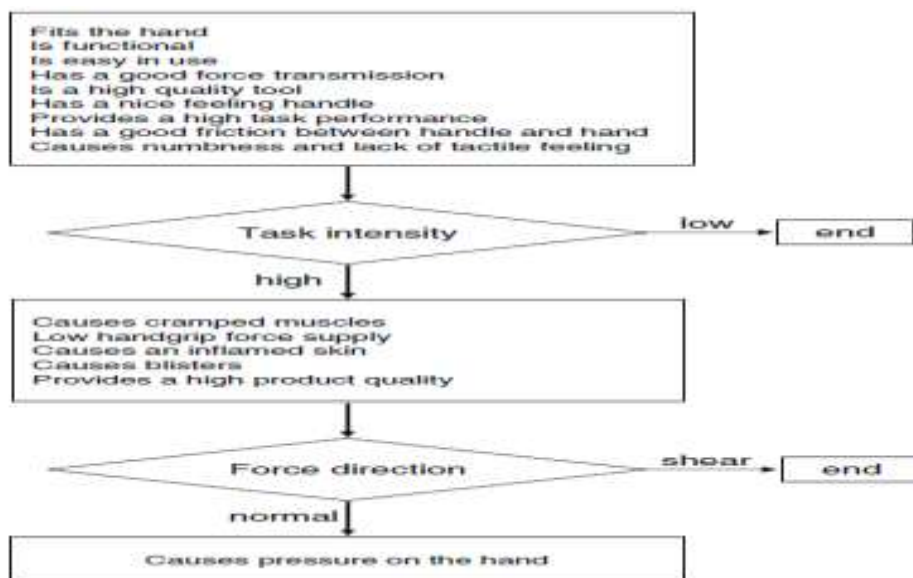 Fits the hand
Is functional
Is easy in use
Has a good force transmission
Is a high quality tool
Has a nice feeling handle
Provides a high task performance
Has a good friction between handle and hand
Causes numbness and lack of tactile feeling
Task intensity
low
end
high
Causes cramped muscles
Low handgrip force supply
Causes an inflamed skin
Causes blisters
Provides a high product quality
Force direction
shear
end
normal
Causes pressure on the hand